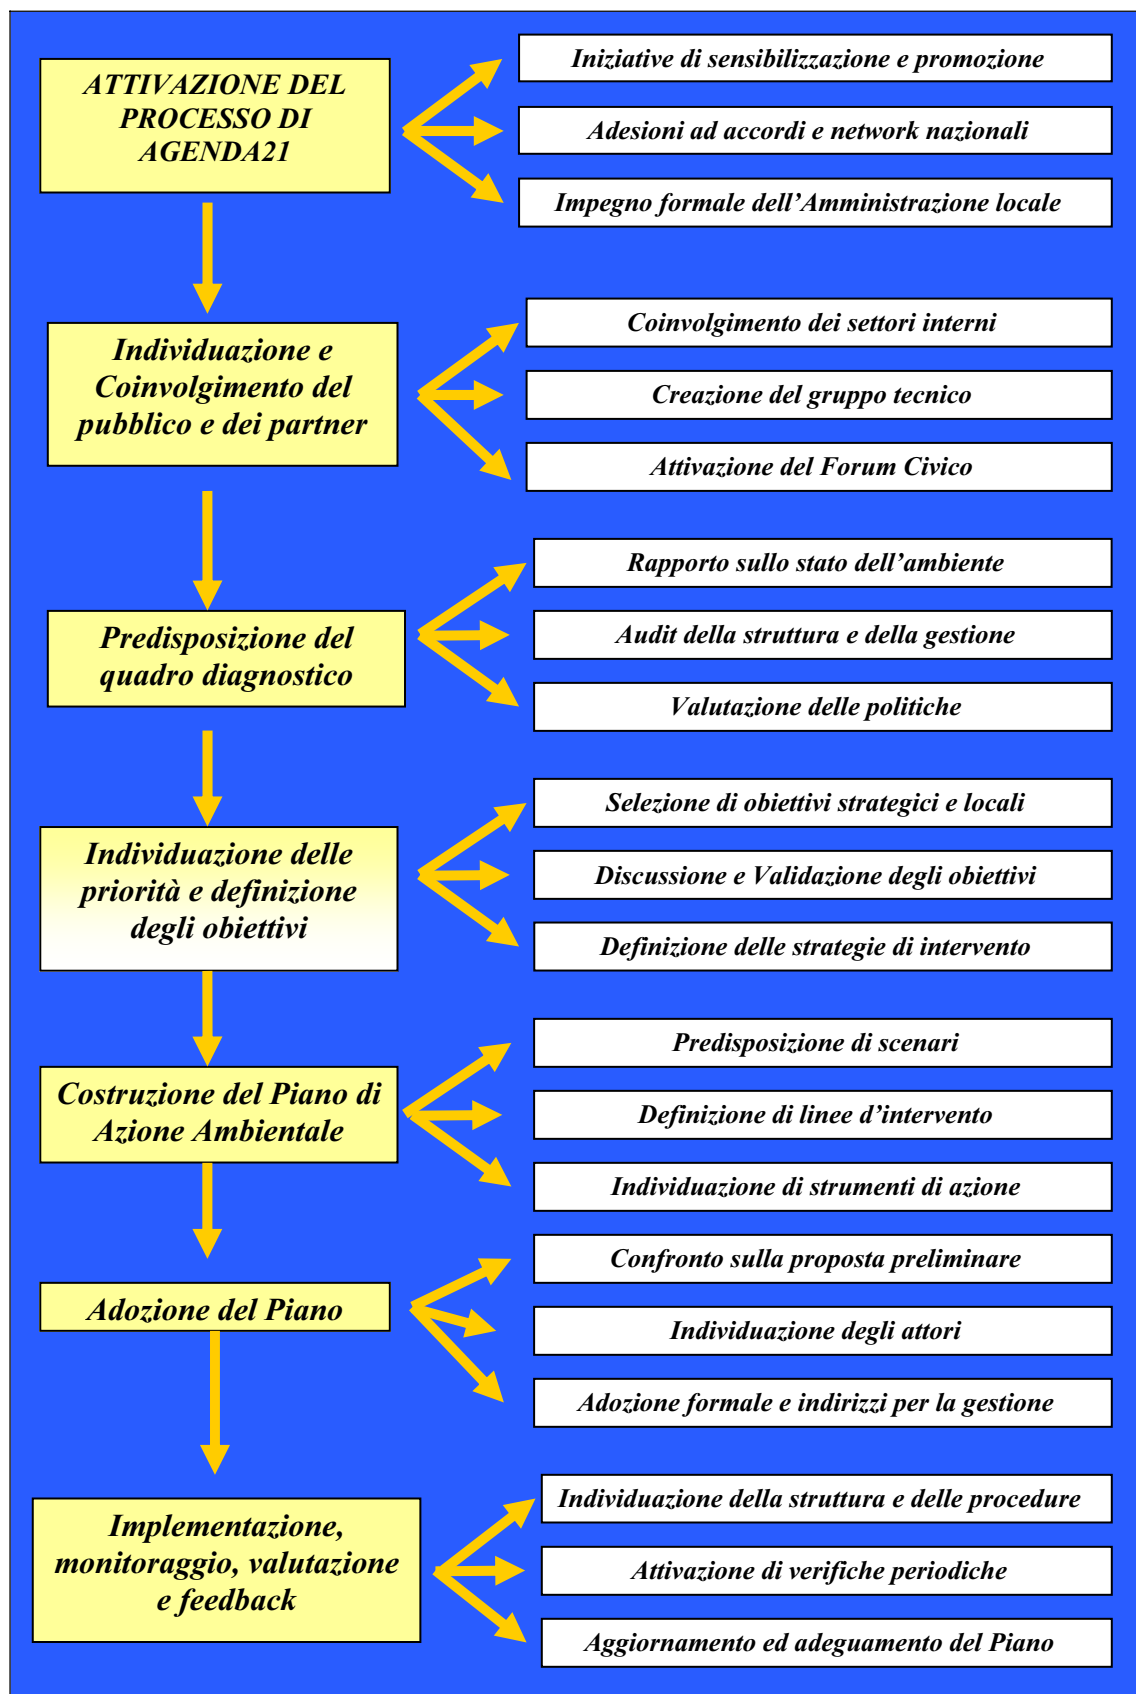 ATTIVAZIONE DEL
PROCESSO DI
AGENDA21
Iniziative di sensibilizzazione e promozione
Adesioni ad accordi e network nazionali
Impegno formale dell’Amministrazione locale
Individuazione e
Coinvolgimento del
pubblico e dei partner
Coinvolgimento dei settori interni
Creazione del gruppo tecnico
Attivazione del Forum Civico
Predisposizione del
quadro diagnostico
Rapporto sullo stato dell’ambiente
Audit della struttura e della gestione
Valutazione delle politiche
Individuazione delle
priorità e definizione
degli obiettivi
Selezione di obiettivi strategici e locali
Discussione e Validazione degli obiettivi
Definizione delle strategie di intervento
Costruzione del Piano di
Azione Ambientale
Predisposizione di scenari
Definizione di linee d’intervento
Individuazione di strumenti di azione
Adozione del Piano
Confronto sulla proposta preliminare
Individuazione degli attori
Adozione formale e indirizzi per la gestione
Implementazione,
monitoraggio, valutazione
e feedback
Individuazione della struttura e delle procedure
Attivazione di verifiche periodiche
Aggiornamento ed adeguamento del Piano